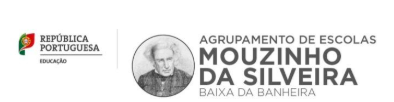 REPÚBLICA
PORTUGUESA
EDUCAÇÃO
AGRUPAMENTO DE ESCOLAS
MOUZINHO
DA SILVEIRA
BAIXA DA BANHEIRA